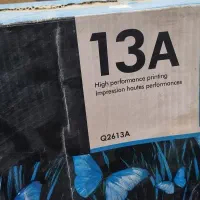 13A
High performance printing
Impression hautes performances
Q2613A